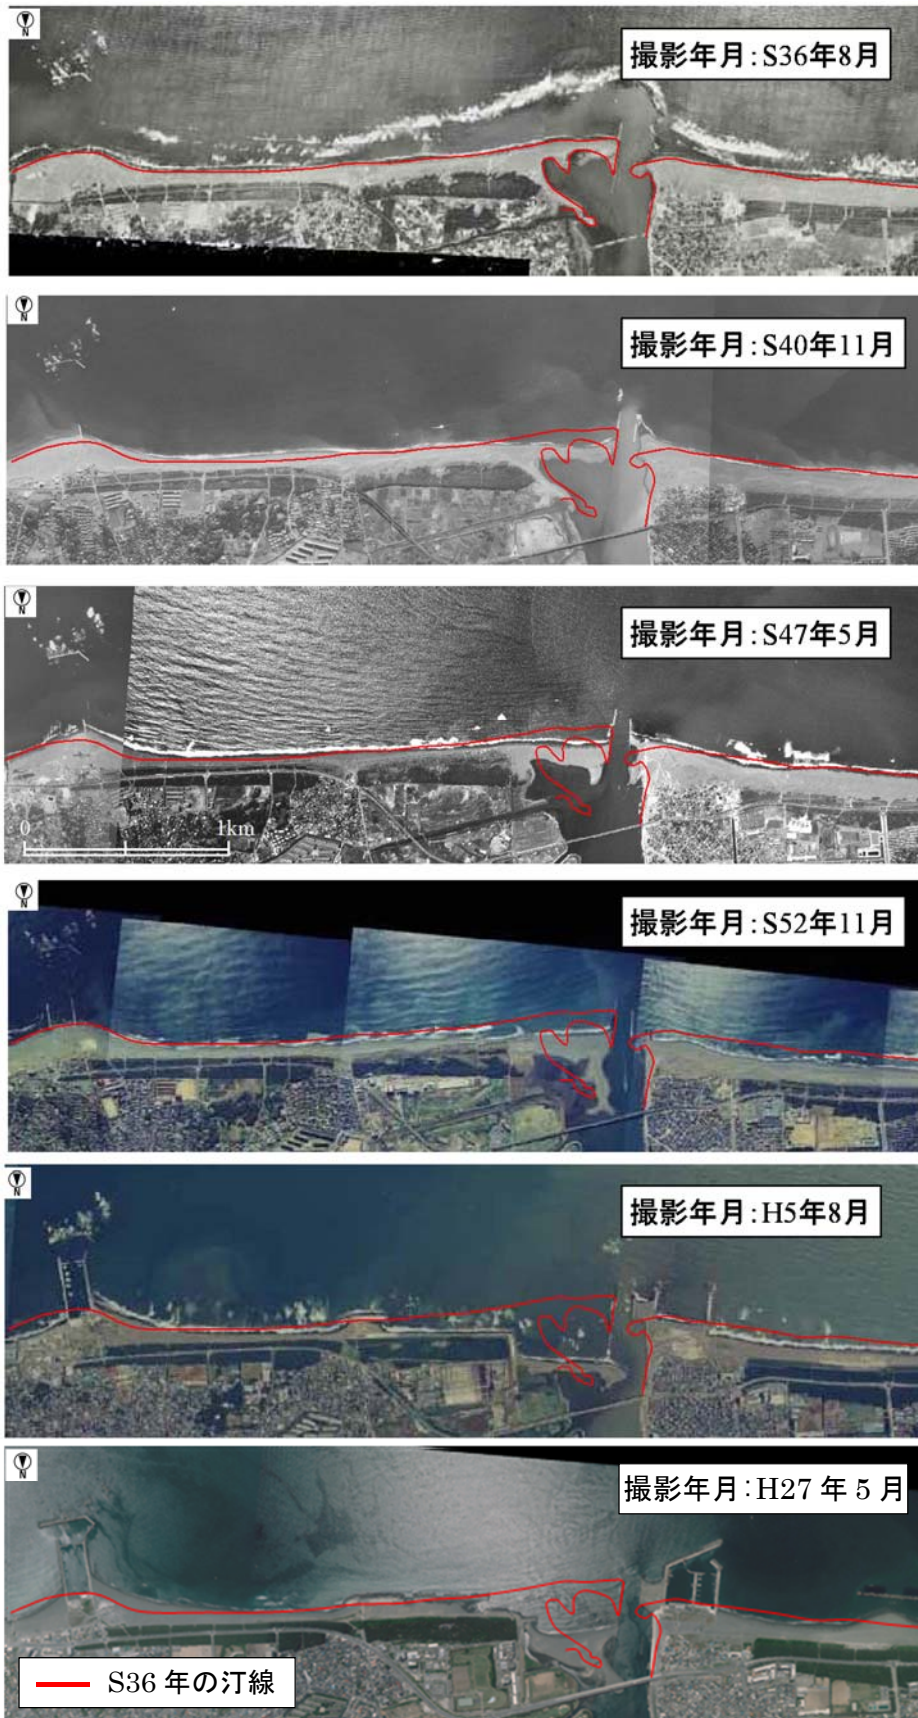 N
撮影年月:S36年8月
N
撮影年月:S40年11月
N
撮影年月:S47年5月
0 1km
N
撮影年月:S52年11月
N
撮影年月:H5年8月
N
撮影年月:H27年5月
S36年の汀線